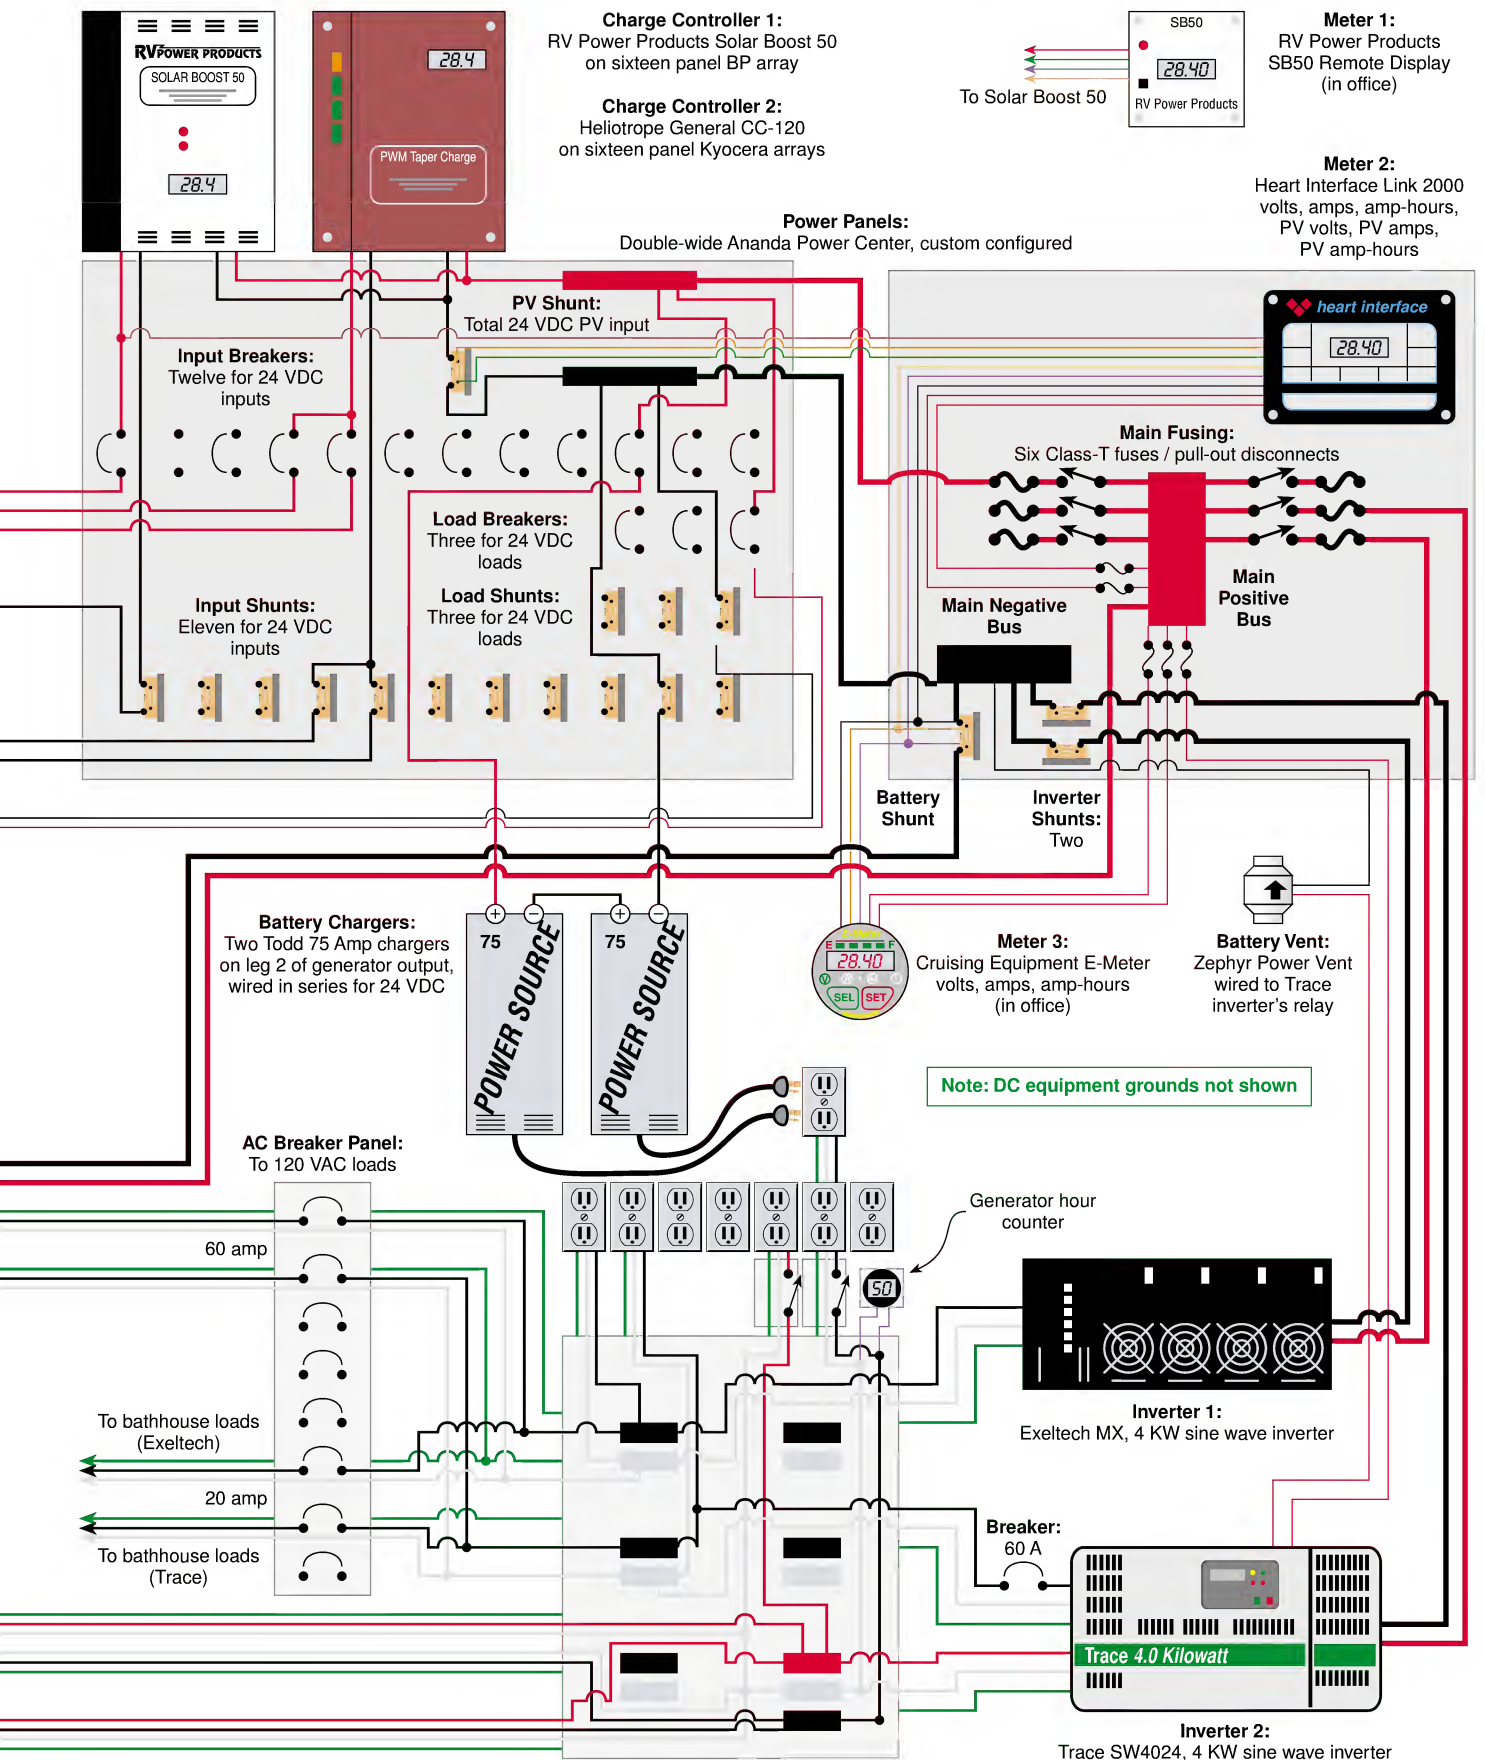 RV POWER PRODUCTS
SOLAR BOOST 50
28.4
28.4
PWM Taper Charge
Charge Controller 1:
RV Power Products Solar Boost 50
on sixteen panel BP array
Charge Controller 2:
Heliotrope General CC-120
on sixteen panel Kyocera arrays
SB50
28.40
RV Power Products
To Solar Boost 50
Meter 1:
RV Power Products
SB50 Remote Display
(in office)
Meter 2:
Heart Interface Link 2000
volts, amps, amp-hours,
PV volts, PV amps,
PV amp-hours
Power Panels:
Double-wide Ananda Power Center, custom configured
heart interface
28.40
PV Shunt:
Total 24 VDC PV input
Input Breakers:
Twelve for 24 VDC
inputs
Main Fusing:
Six Class-T fuses / pull-out disconnects
Load Breakers:
Three for 24 VDC
loads
Load Shunts:
Three for 24 VDC
loads
Input Shunts:
Eleven for 24 VDC
inputs
Main Negative
Bus
Main
Positive
Bus
Battery
Shunt
Inverter
Shunts:
Two
Battery Chargers:
Two Todd 75 Amp chargers
on leg 2 of generator output,
wired in series for 24 VDC
+
−
+
−
75
POWER SOURCE
75
POWER SOURCE
E-Meter
E F
28.40
V
SEL
SET
Meter 3:
Cruising Equipment E-Meter
volts, amps, amp-hours
(in office)
Battery Vent:
Zephyr Power Vent
wired to Trace
inverter's relay
Note: DC equipment grounds not shown
AC Breaker Panel:
To 120 VAC loads
60 amp
Generator hour
counter
50
Inverter 1:
Exeltech MX, 4 KW sine wave inverter
To bathhouse loads
(Exeltech)
20 amp
To bathhouse loads
(Trace)
Breaker:
60 A
Trace 4.0 Kilowatt
Inverter 2:
Trace SW4024, 4 KW sine wave inverter